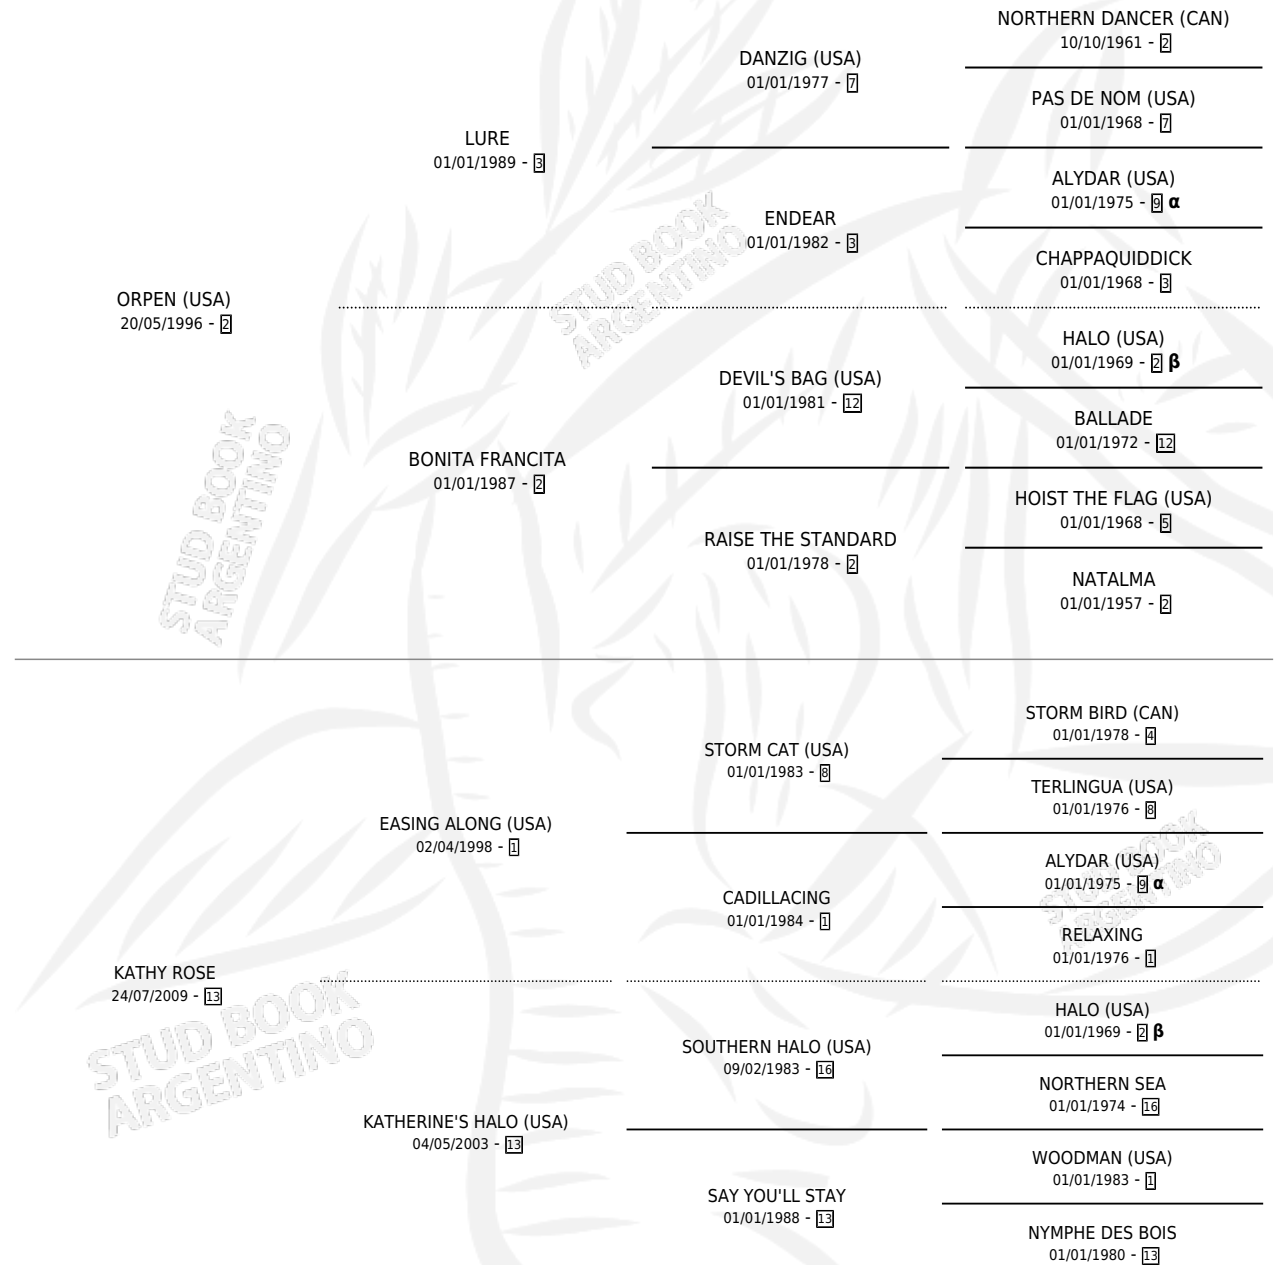 NORTHERN DANCER (CAN)
10/10/1961 - 2
DANZIG (USA)
01/01/1977 - 7
PAS DE NOM (USA)
01/01/1968 - 7
LURE
01/01/1989 - 3
ALYDAR (USA)
01/01/1975 - 9 α
ENDEAR
01/01/1982 - 3
CHAPPAQUIDDICK
01/01/1968 - 3
ORPEN (USA)
20/05/1996 - 2
HALO (USA)
01/01/1969 - 2 β
DEVIL'S BAG (USA)
01/01/1981 - 12
BALLADE
01/01/1972 - 12
BONITA FRANCITA
01/01/1987 - 2
HOIST THE FLAG (USA)
01/01/1968 - 5
RAISE THE STANDARD
01/01/1978 - 2
NATALMA
01/01/1957 - 2
STORM BIRD (CAN)
01/01/1978 - 4
STORM CAT (USA)
01/01/1983 - 8
TERLINGUA (USA)
01/01/1976 - 8
EASING ALONG (USA)
02/04/1998 - 1
ALYDAR (USA)
01/01/1975 - 9 α
CADILLACING
01/01/1984 - 1
RELAXING
01/01/1976 - 1
KATHY ROSE
24/07/2009 - 13
HALO (USA)
01/01/1969 - 2 β
SOUTHERN HALO (USA)
09/02/1983 - 16
NORTHERN SEA
01/01/1974 - 16
KATHERINE'S HALO (USA)
04/05/2003 - 13
WOODMAN (USA)
01/01/1983 - 1
SAY YOU'LL STAY
01/01/1988 - 13
NYMPHE DES BOIS
01/01/1980 - 13
STUD BOOK
ARGENTINO
STUD BOOK
ARGENTINO
STUD BOOK
ARGENTINO
STUD BOOK
ARGENTINO